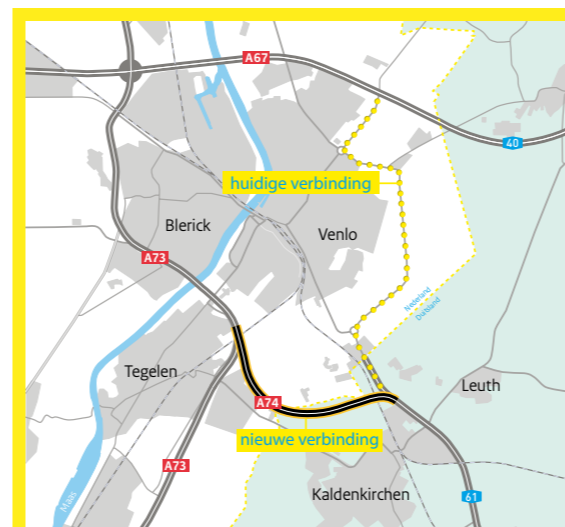 A67
40
huidige verbinding
Blerick
Venlo
A73
Nederland
Duitsland
Tegelen
Leuth
A74
nieuwe verbinding
A73
Maas
Kaldenkirchen
61